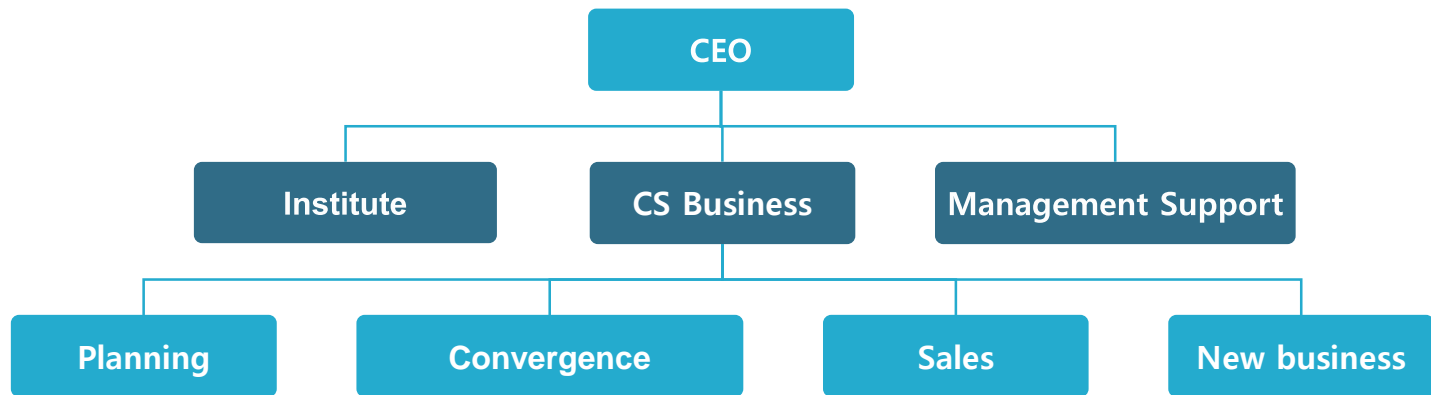 CEO
Institute
CS Business
Management Support
Planning
Convergence
Sales
New business